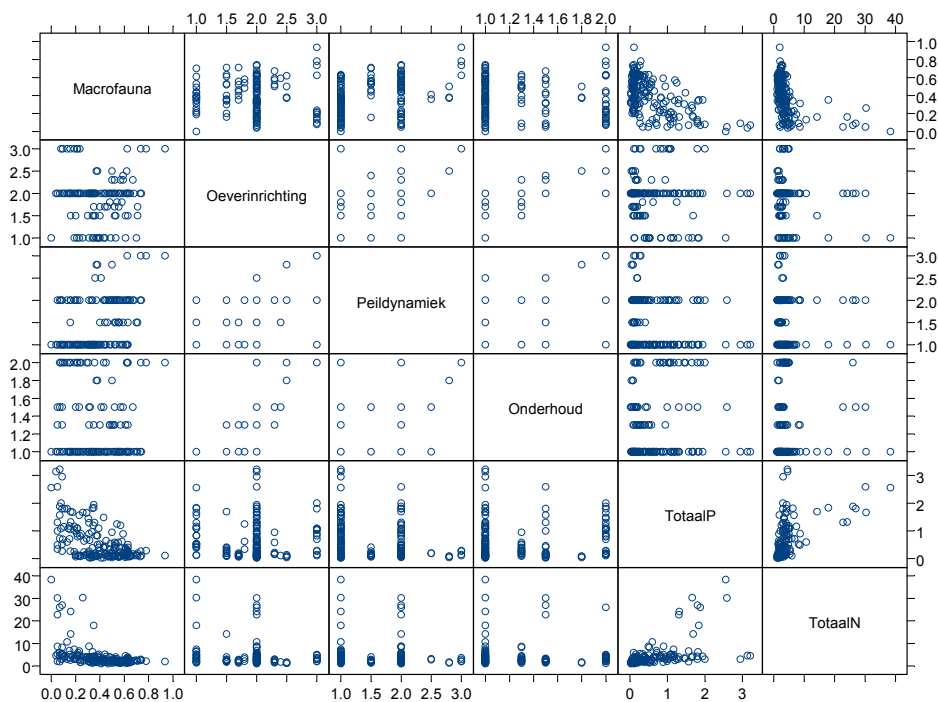 1.0 1.5 2.0 2.5 3.0 1.0 1.2 1.4 1.6 1.8 2.0 0 10 20 30 40
Macrofauna
0.0 0.2 0.4 0.6 0.8 1.0
1.0 1.5 2.0 2.5 3.0
Oeverinrichting
Peildynamiek
1.0 1.5 2.0 2.5 3.0
1.0 1.2 1.4 1.6 1.8 2.0
Onderhoud
TotaalP
0 1 2 3
0 10 20 30 40
TotaalN
0.0 0.2 0.4 0.6 0.8 1.0 1.0 1.5 2.0 2.5 3.0 0 1 2 3